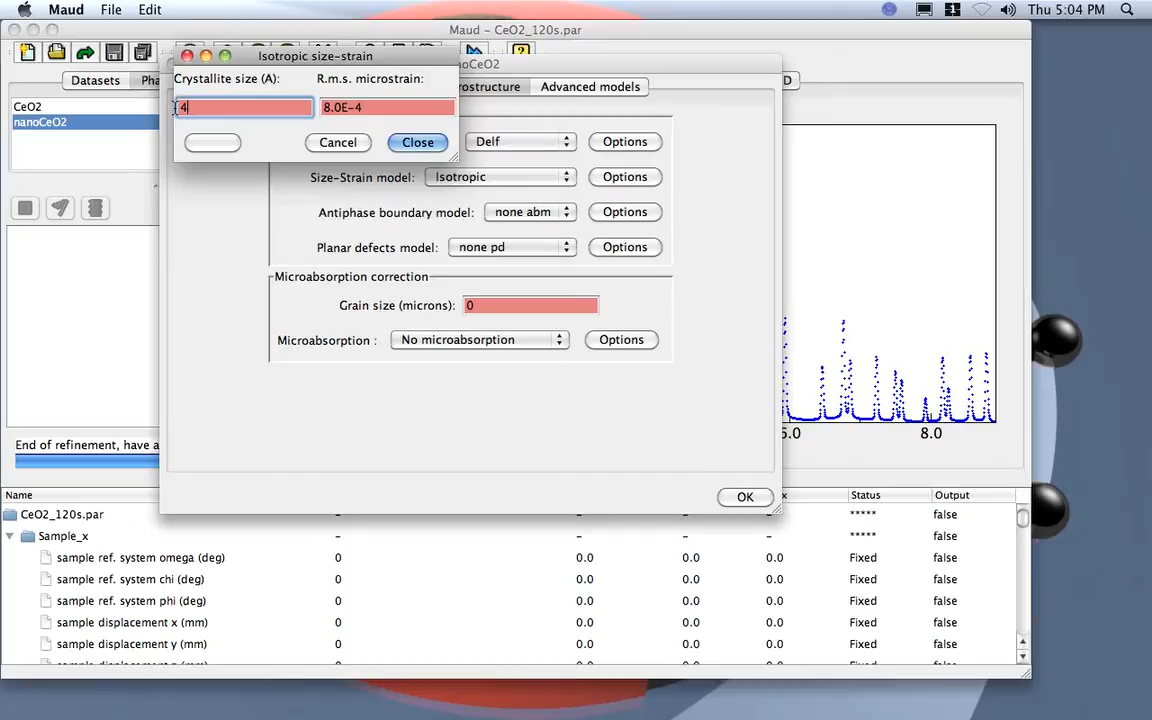 Maud File Edit Thu 5:04 PM
Maud – CeO2_120s.par
Isotropic size-strain
noCeO2
Crystallite size (A): R.m.s. microstrain:
Datasets Pha rostructure Advanced models D
4 8.0E-4
CeO2
nanoCeO2
Cancel Close
Delf Options
Size-Strain model: Isotropic Options
Antiphase boundary model: none abm Options
Planar defects model: none pd Options
Microabsorption correction
Grain size (microns): 0
Microabsorption : No microabsorption Options
5.0 8.0
End of refinement, have a
OK
Name x Status Output
CeO2_120s.par – – – ***** false
Sample_x – – – ***** false
sample ref. system omega (deg) 0 0.0 0.0 0.0 Fixed false
sample ref. system chi (deg) 0 0.0 0.0 0.0 Fixed false
sample ref. system phi (deg) 0 0.0 0.0 0.0 Fixed false
sample displacement x (mm) 0 0.0 0.0 0.0 Fixed false
sample displacement y (mm) 0 0.0 0.0 0.0 Fixed false